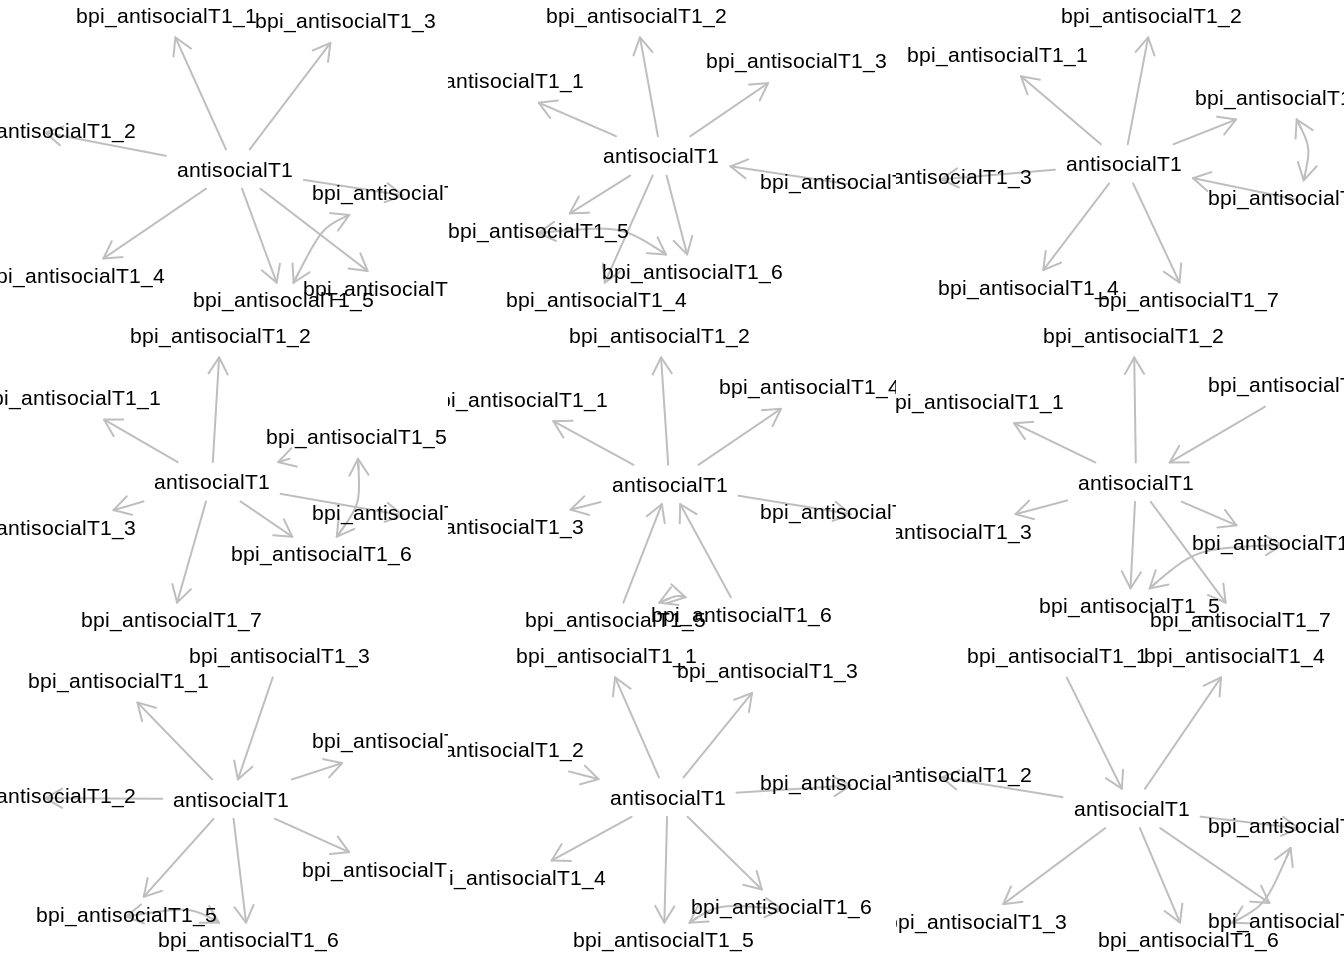 bpi_antisocialT1_1
bpi_antisocialT1_3
antisocialT1_2
antisocialT1
bpi_antisocialT
pi_antisocialT1_4
bpi_antisocialT
bpi_antisocialT1_5
bpi_antisocialT1_2
bpi_antisocialT1_3
antisocialT1_1
antisocialT1
bpi_antisocialT
bpi_antisocialT1_5
bpi_antisocialT1_6
bpi_antisocialT1_4
bpi_antisocialT1_2
bpi_antisocialT1_1
bpi_antisocialT1
antisocialT1
antisocialT1_3
bpi_antisocialT
bpi_antisocialT1_4
bpi_antisocialT1_7
bpi_antisocialT1_2
pi_antisocialT1_1
bpi_antisocialT1_5
antisocialT1
bpi_antisocialT
antisocialT1_3
bpi_antisocialT1_6
bpi_antisocialT1_7
bpi_antisocialT1_2
bpi_antisocialT1_4
i_antisocialT1_1
antisocialT1
bpi_antisocialT
antisocialT1_3
bpi_antisocialT1_6
bpi_antisocialT1_5
bpi_antisocialT1_2
bpi_antisocialT
pi_antisocialT1_1
antisocialT1
antisocialT1_3
bpi_antisocialT1
bpi_antisocialT1_5
bpi_antisocialT1_7
bpi_antisocialT1_3
bpi_antisocialT1_1
bpi_antisocialT
antisocialT1_2
antisocialT1
bpi_antisocialT
bpi_antisocialT1_5
bpi_antisocialT1_6
bpi_antisocialT1_1
bpi_antisocialT1_3
antisocialT1_2
bpi_antisocialT
antisocialT1
i_antisocialT1_4
bpi_antisocialT1_6
bpi_antisocialT1_5
bpi_antisocialT1_1
bpi_antisocialT1_4
antisocialT1_2
antisocialT1
bpi_antisocialT
pi_antisocialT1_3
bpi_antisocialT
bpi_antisocialT1_6